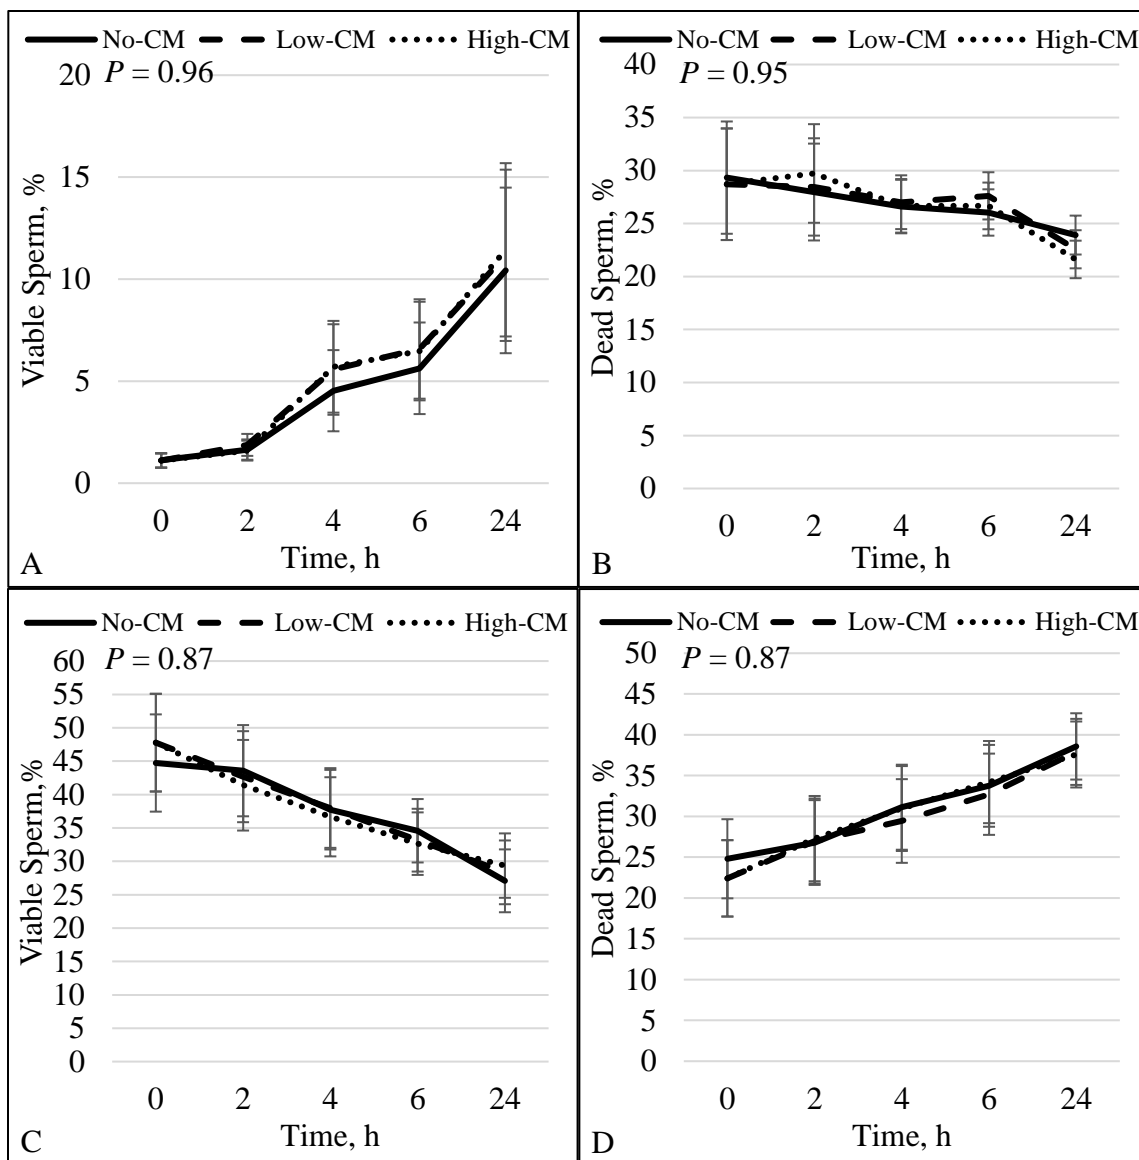 No-CM Low-CM High-CM
P = 0.96
20
15
10
5
0
Viable Sperm, %
0 2 4 6 24
Time, h
A
No-CM Low-CM High-CM
P = 0.95
40
35
30
25
20
15
10
5
0
Dead Sperm, %
0 2 4 6 24
Time, h
B
No-CM Low-CM High-CM
P = 0.87
60
55
50
45
40
35
30
25
20
15
10
5
0
Viable Sperm,%
0 2 4 6 24
Time, h
C
No-CM Low-CM High-CM
P = 0.87
50
45
40
35
30
25
20
15
10
5
0
Dead Sperm, %
0 2 4 6 24
Time, h
D